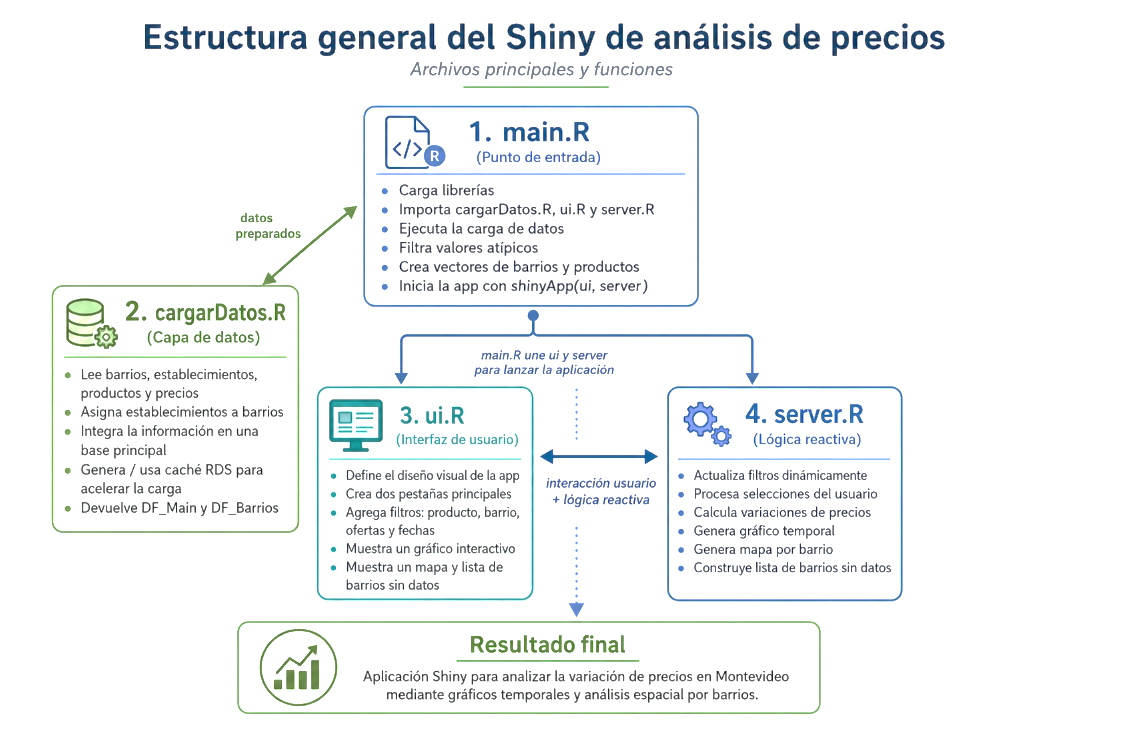 Estructura general del Shiny de análisis de precios
Archivos principales y funciones
</>
R
1. main.R
(Punto de entrada)
Carga librerías
Importa cargarDatos.R, ui.R y server.R
Ejecuta la carga de datos
Filtra valores atípicos
Crea vectores de barrios y productos
Inicia la app con shinyApp(ui, server)
datos
preparados
2. cargarDatos.R
(Capa de datos)
Lee barrios, establecimientos,
productos y precios
Asigna establecimientos a barrios
Integra la información en una
base principal
Genera / usa caché RDS para
acelerar la carga
Devuelve DF_Main y DF_Barrios
main.R une ui y server
para lanzar la aplicación
3. ui.R
(Interfaz de usuario)
Define el diseño visual de la app
Crea dos pestañas principales
Agrega filtros: producto, barrio,
ofertas y fechas
Muestra un gráfico interactivo
Muestra un mapa y lista de
barrios sin datos
interacción usuario
+ lógica reactiva
4. server.R
(Lógica reactiva)
Actualiza filtros dinámicamente
Procesa selecciones del usuario
Calcula variaciones de precios
Genera gráfico temporal
Genera mapa por barrio
Construye lista de barrios sin datos
Resultado final
Aplicación Shiny para analizar la variación de precios en Montevideo
mediante gráficos temporales y análisis espacial por barrios.